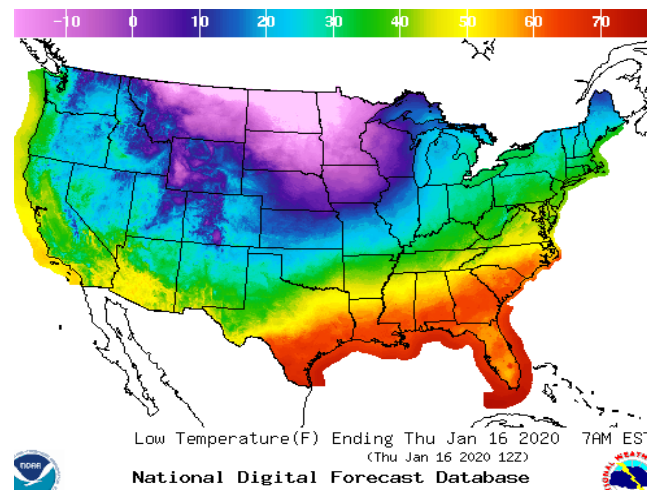 -10 0 10 20 30 40 50 60 70
Low Temperature(F) Ending Thu Jan 16 2020 7AM EST
(Thu Jan 16 2020 12Z)
National Digital Forecast Database
NOAA